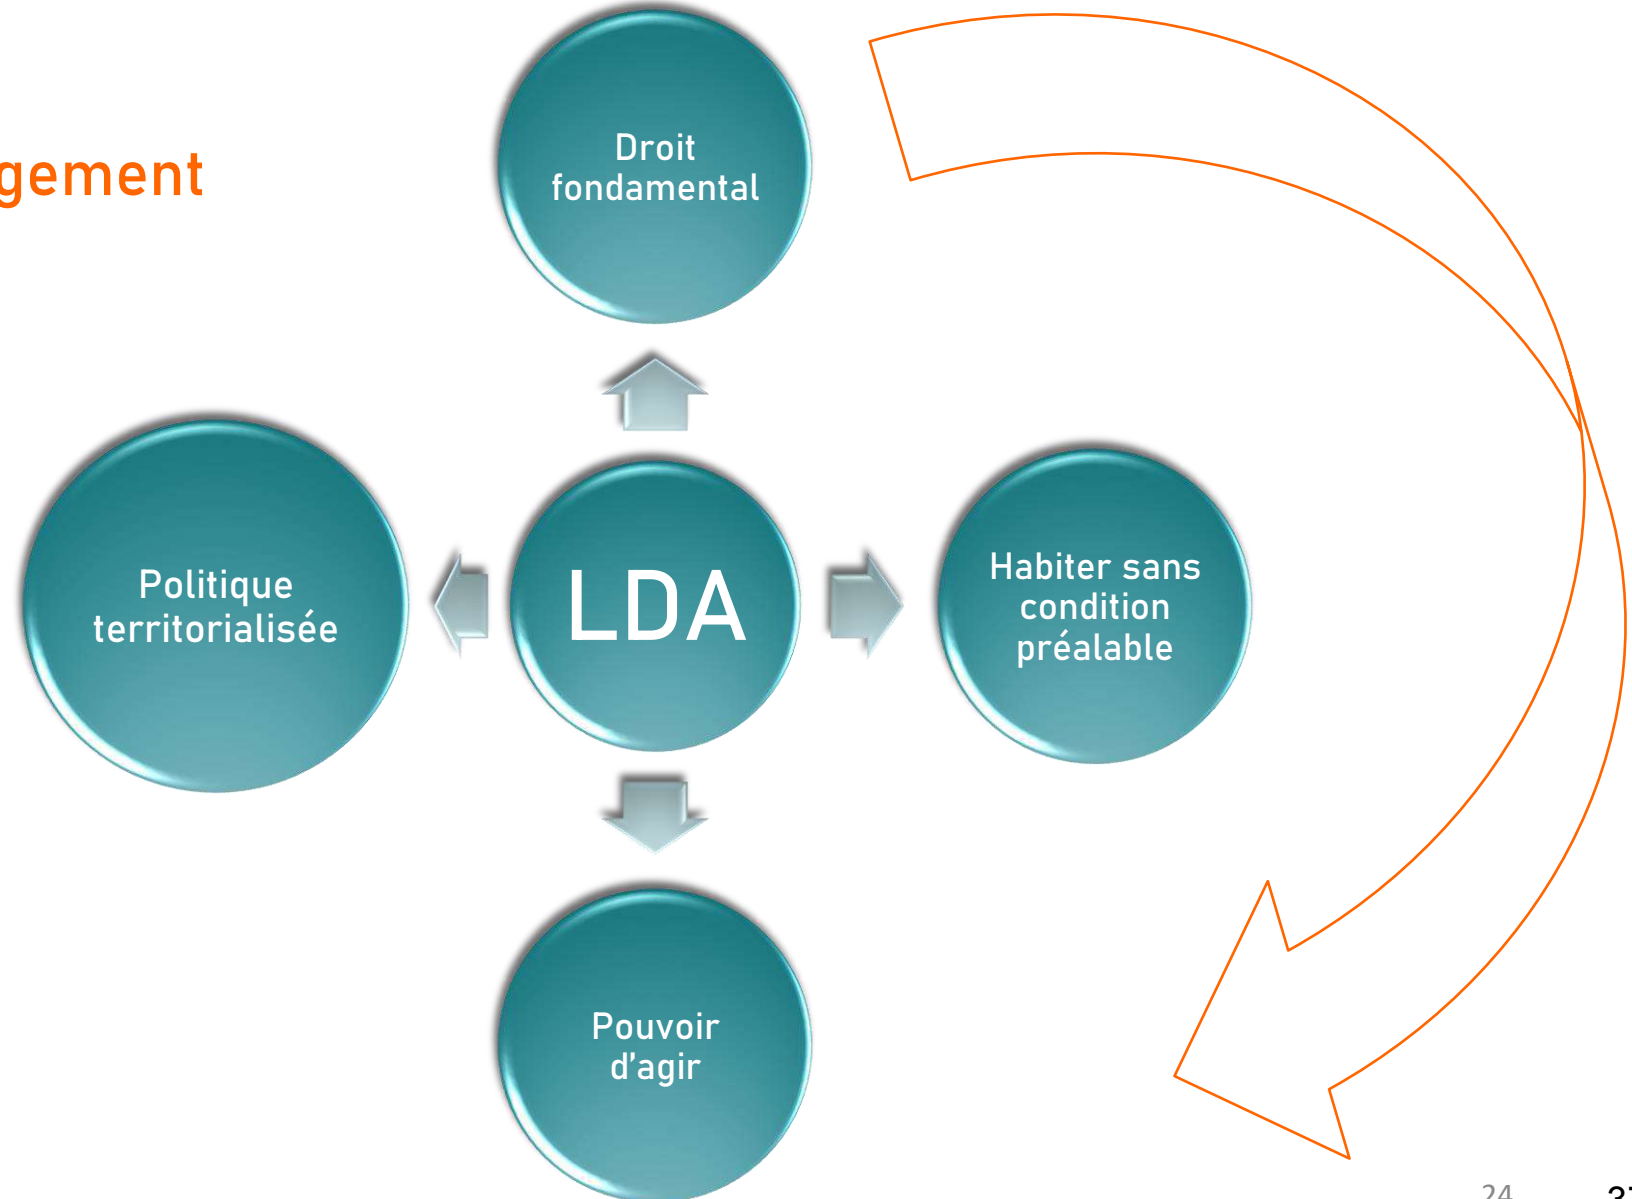 gement
Droit
fondamental
Politique
territorialisée
LDA
Habiter sans
condition
préalable
Pouvoir
d'agir
24